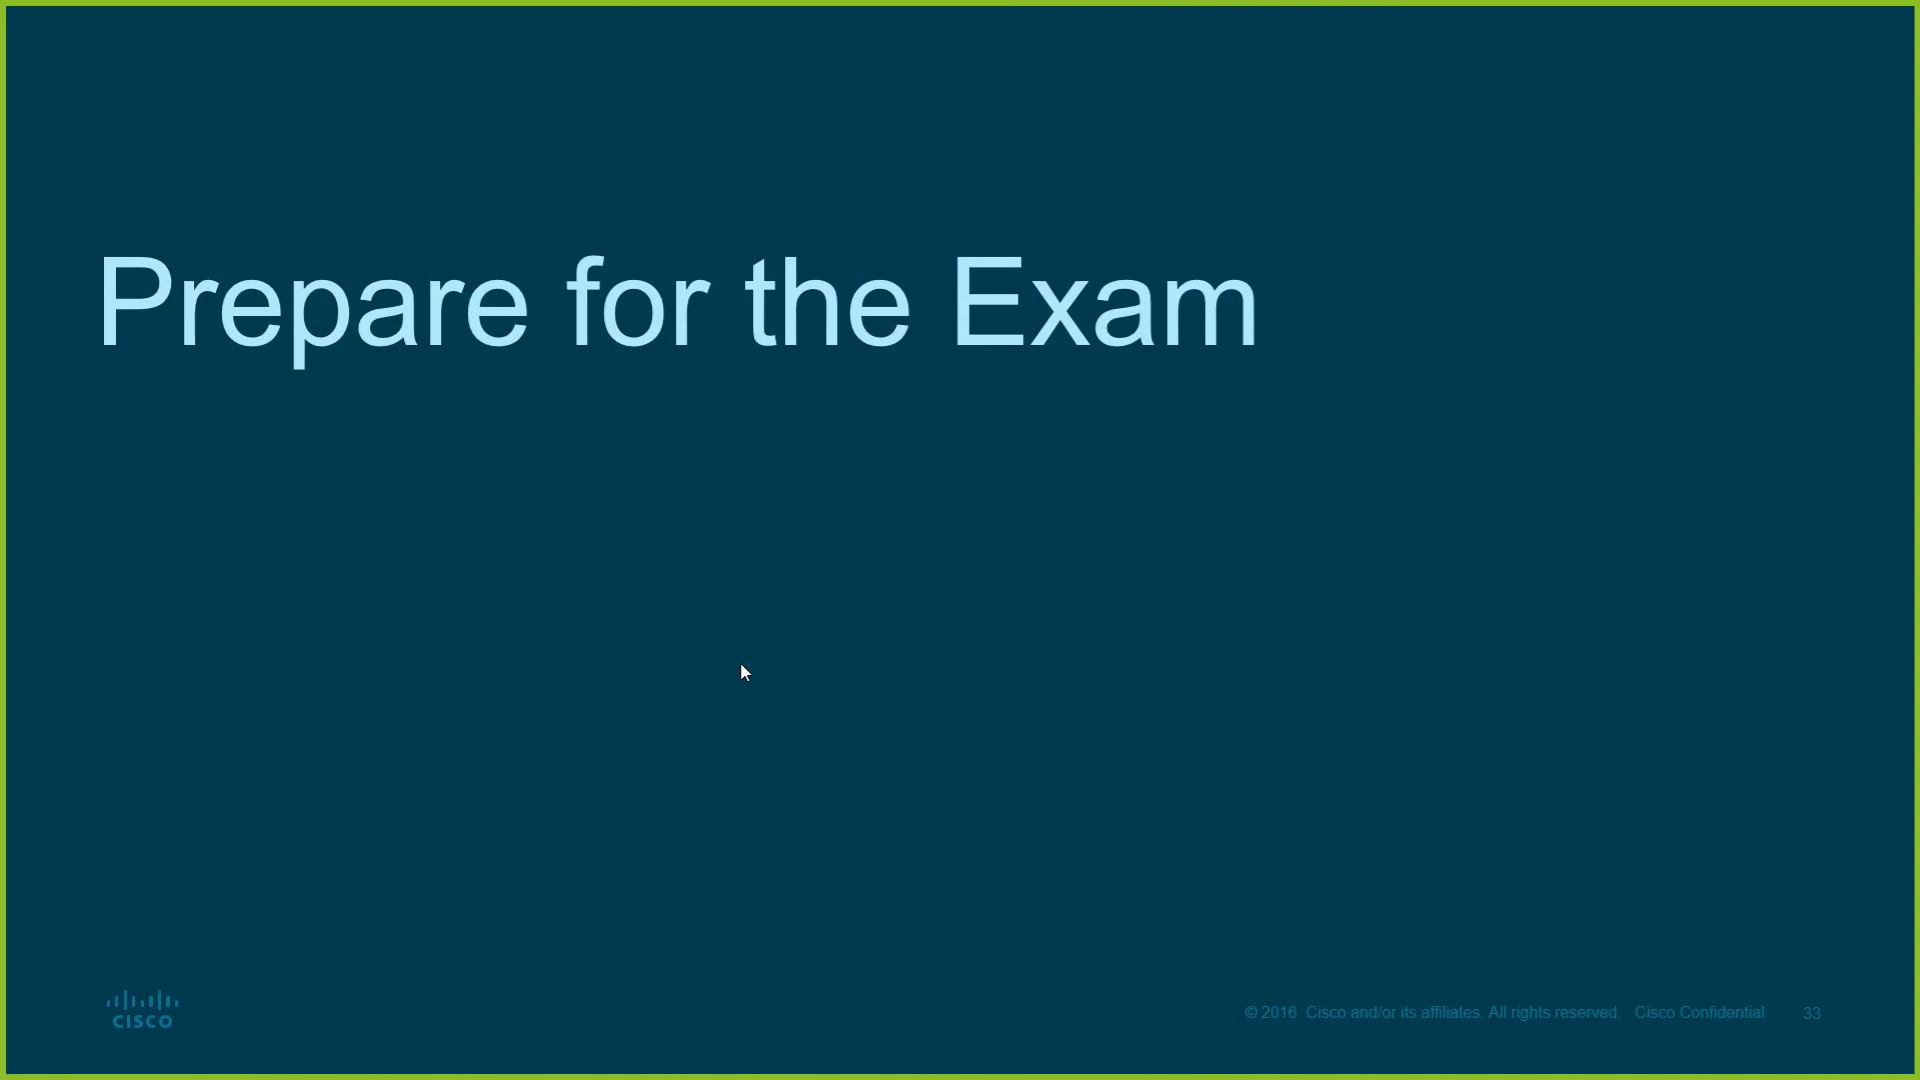 Prepare for the Exam
CISCO
© 2016 Cisco and/or its affiliates. All rights reserved. Cisco Confidential 33